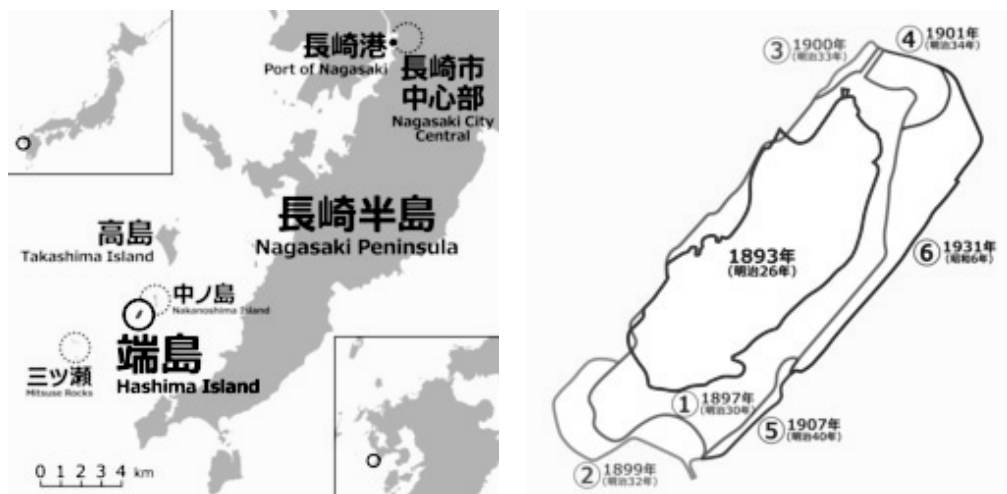 長崎港
Port of Nagasaki
長崎市
中心部
Nagasaki City
Central
長崎半島
Nagasaki Peninsula
高島
Takashima Island
中ノ島
Nakanoshima Island
端島
Hashima Island
三ツ瀬
Mitsuse Rocks
0 1 2 3 4 km
③ 1900年
(明治33年)
④ 1901年
(明治34年)
1893年
(明治26年)
⑥ 1931年
(昭和6年)
① 1897年
(明治30年)
⑤ 1907年
(明治40年)
② 1899年
(明治32年)